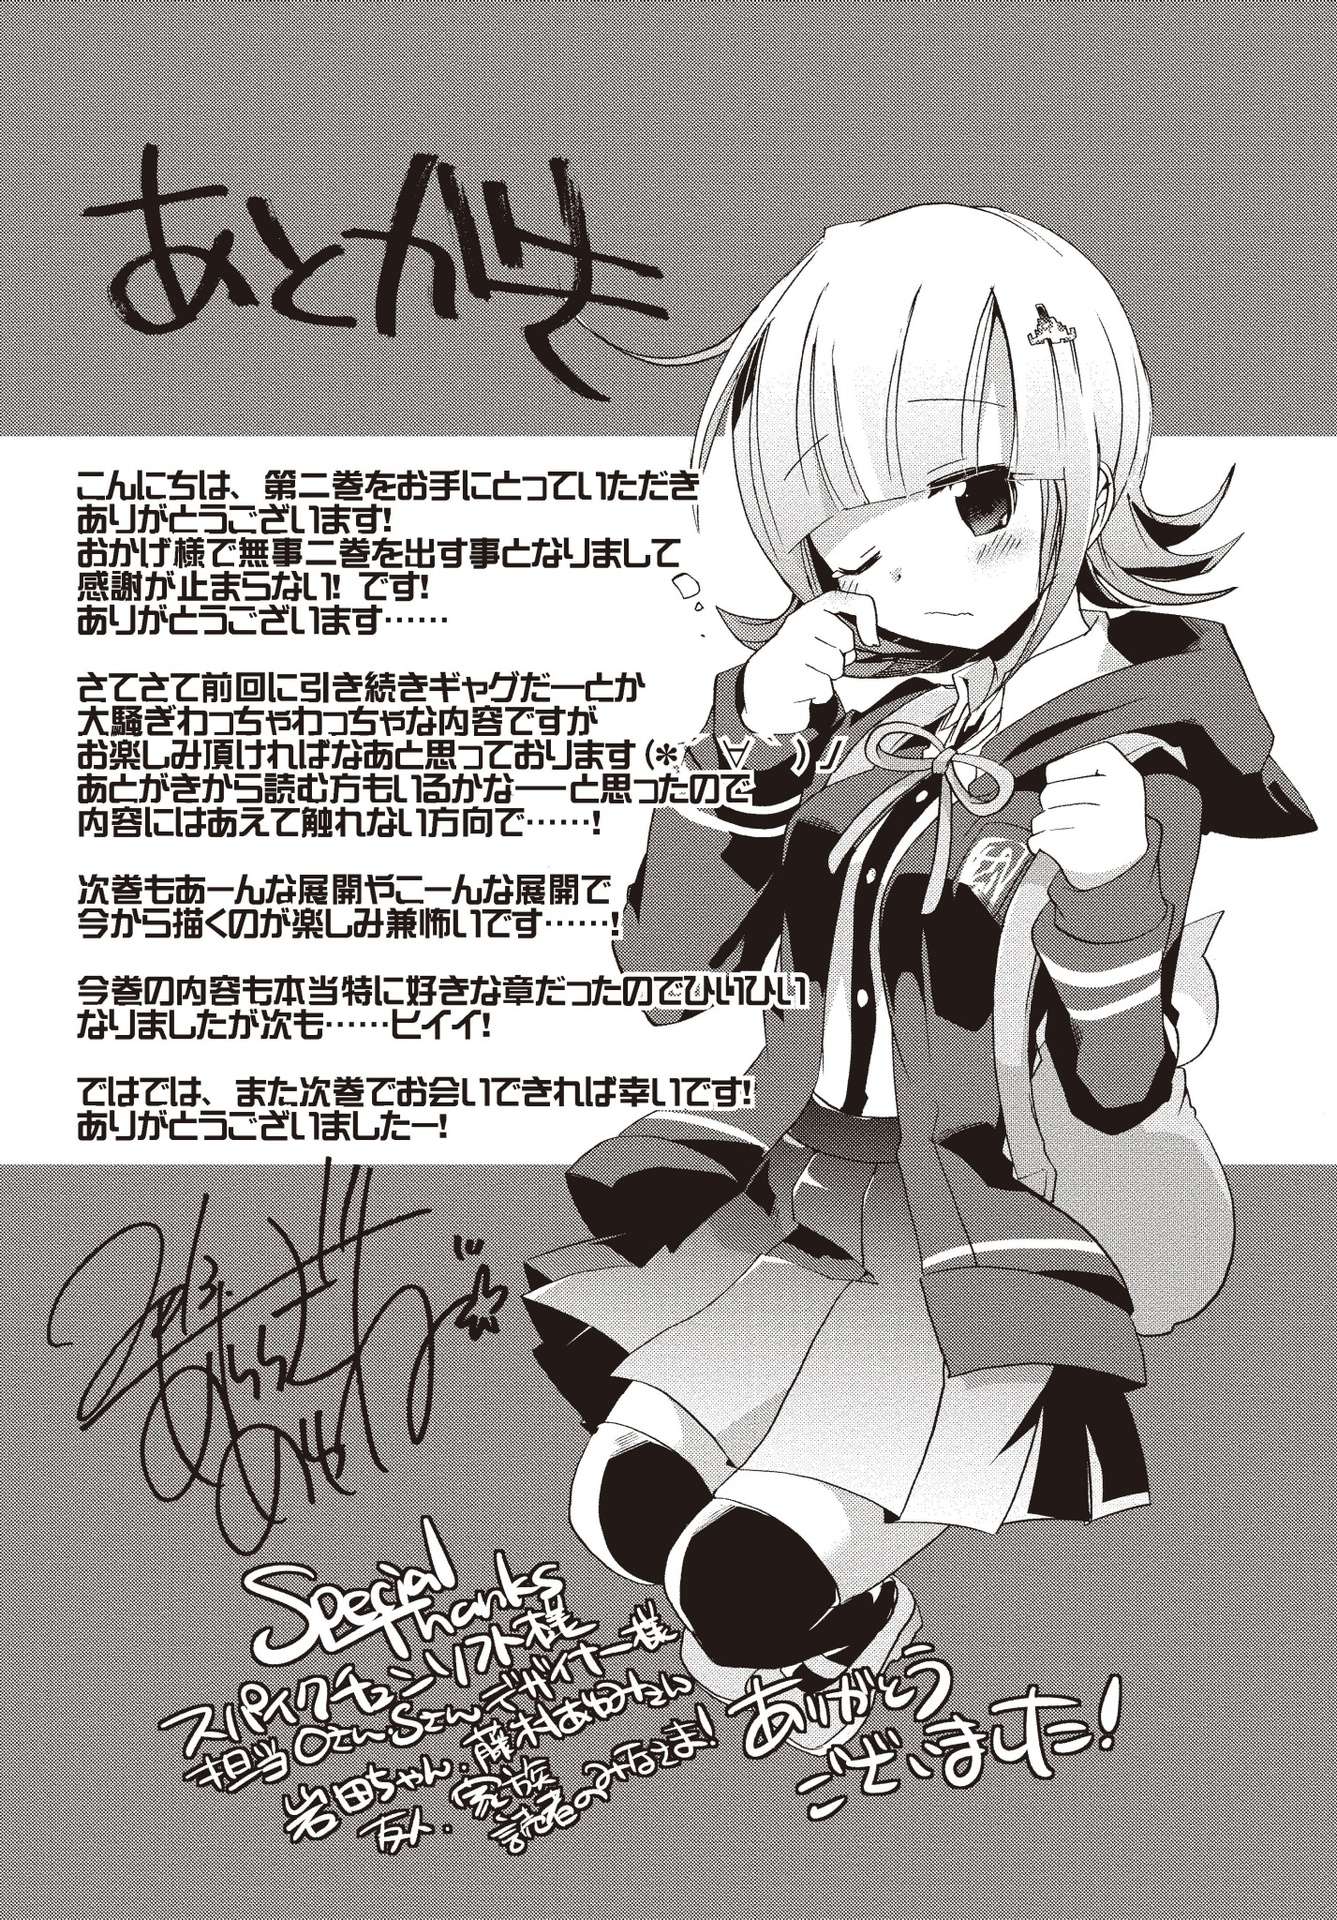 あとがき
こんにちは、第二巻をお手にとっていただき
ありがとうございます!
おかげ様で無事二巻を出す事となりまして
感謝が止まらない! です!
ありがとうございます……
さてさて前回に引き続きギャグだーとか
大騒ぎわっちゃわっちゃな内容ですが
お楽しみ頂ければなあと思っております(*´∀｀)ノ
あとがきから読む方もいるかな——と思ったので
内容にはあえて触れない方向で……!
次巻もあーんな展開やこーんな展開で
今から描くのが楽しみ兼怖いです……!
今巻の内容も本当特に好きな章だったのでひいひい
なりましたが次も……ヒイイ!
ではでは、また次巻でお会いできれば幸いです!
ありがとうございましたー!
Special
Thanks
スパイクチュンソフト様
担当Oさん・Sさん デザイナー様
岩田ちゃん・藤村あゆみたん
友人・家族
読者のみなさま!
ありがとう
ございました!